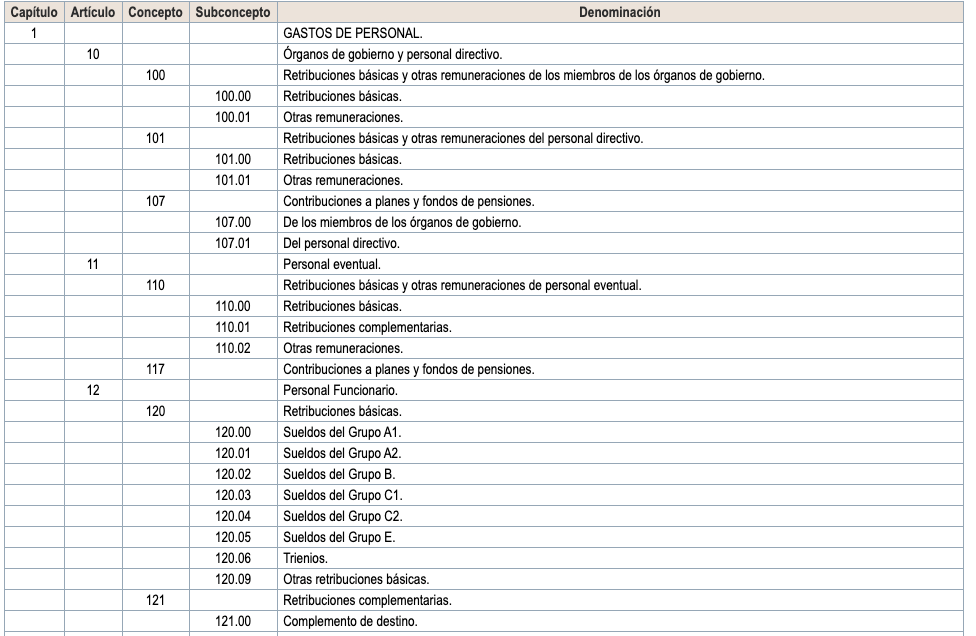 Capítulo Artículo Concepto Subconcepto Denominación
1 GASTOS DE PERSONAL.
10 Órganos de gobierno y personal directivo.
100 Retribuciones básicas y otras remuneraciones de los miembros de los órganos de gobierno.
100.00 Retribuciones básicas.
100.01 Otras remuneraciones.
101 Retribuciones básicas y otras remuneraciones del personal directivo.
101.00 Retribuciones básicas.
101.01 Otras remuneraciones.
107 Contribuciones a planes y fondos de pensiones.
107.00 De los miembros de los órganos de gobierno.
107.01 Del personal directivo.
11 Personal eventual.
110 Retribuciones básicas y otras remuneraciones de personal eventual.
110.00 Retribuciones básicas.
110.01 Retribuciones complementarias.
110.02 Otras remuneraciones.
117 Contribuciones a planes y fondos de pensiones.
12 Personal Funcionario.
120 Retribuciones básicas.
120.00 Sueldos del Grupo A1.
120.01 Sueldos del Grupo A2.
120.02 Sueldos del Grupo B.
120.03 Sueldos del Grupo C1.
120.04 Sueldos del Grupo C2.
120.05 Sueldos del Grupo E.
120.06 Trienios.
120.09 Otras retribuciones básicas.
121 Retribuciones complementarias.
121.00 Complemento de destino.